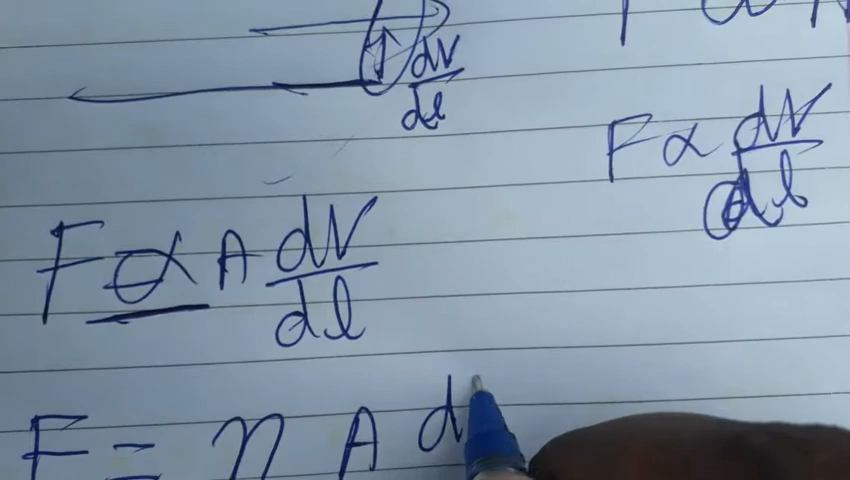 F α A
dv/dl
F α dv/dl
F α A dv/dl
F = η A d